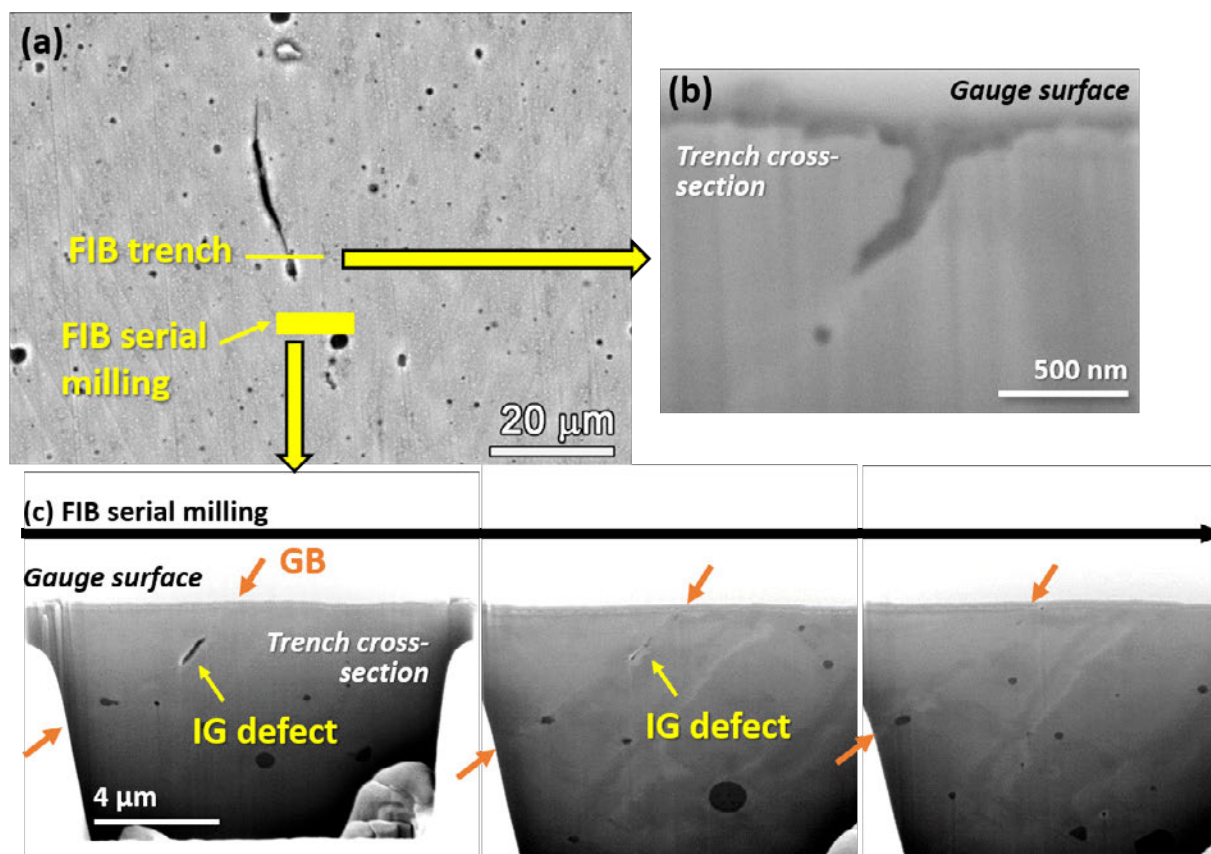 (a)
FIB trench
FIB serial
milling
20 μm
(b)
Gauge surface
Trench cross-
section
500 nm
(c) FIB serial milling
Gauge surface
GB
Trench cross-
section
IG defect
4 μm
IG defect